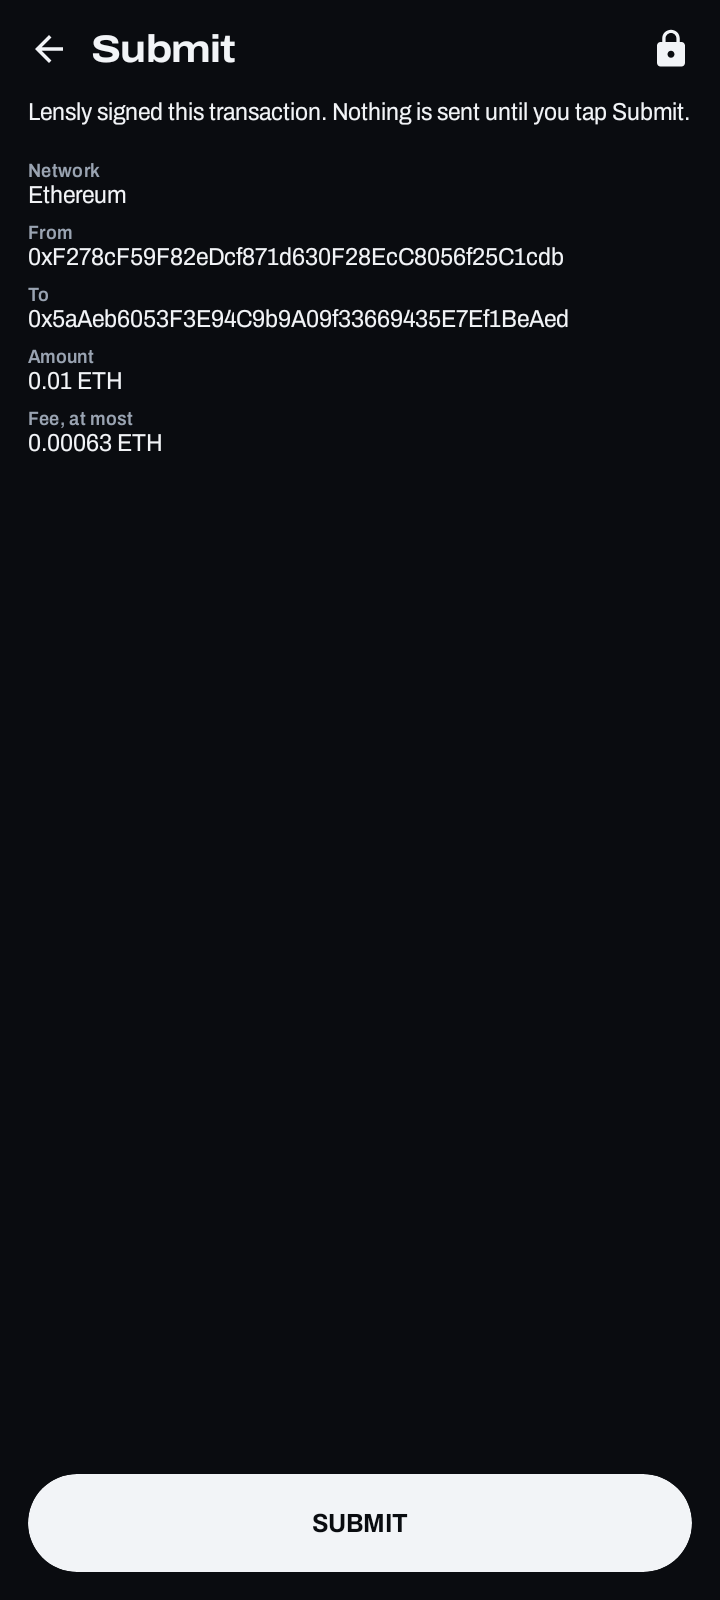 Submit
Lensly signed this transaction. Nothing is sent until you tap Submit.
Network
Ethereum
From
0xF278cF59F82eDcf871d630F28EcC8056f25C1cdb
To
0x5aAeb6053F3E94C9b9A09f33669435E7Ef1BeAed
Amount
0.01 ETH
Fee, at most
0.00063 ETH
SUBMIT